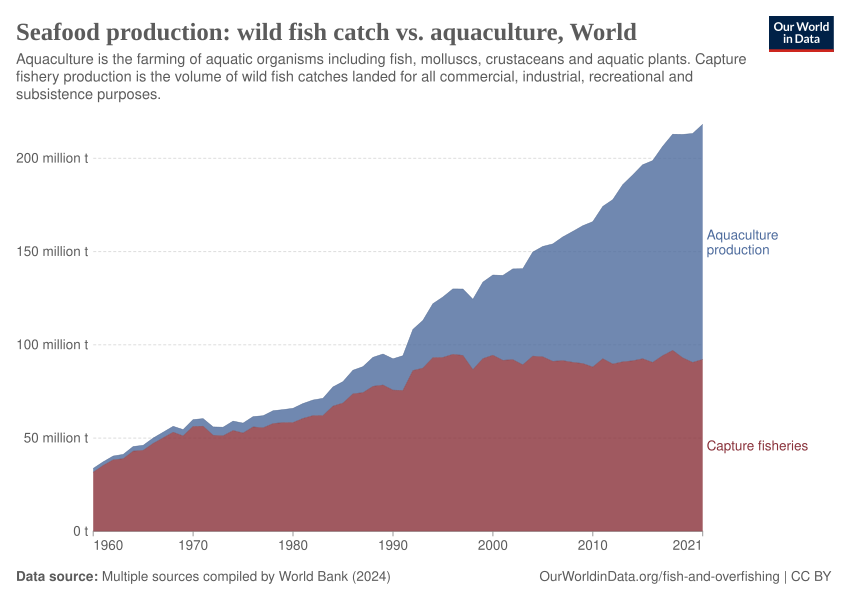 Seafood production: wild fish catch vs. aquaculture, World
Our World
in Data
Aquaculture is the farming of aquatic organisms including fish, molluscs, crustaceans and aquatic plants. Capture
fishery production is the volume of wild fish catches landed for all commercial, industrial, recreational and
subsistence purposes.
200 million t
150 million t
100 million t
50 million t
0 t
Aquaculture
production
Capture fisheries
1960
1970
1980
1990
2000
2010
2021
Data source: Multiple sources compiled by World Bank (2024)
OurWorldinData.org/fish-and-overfishing | CC BY